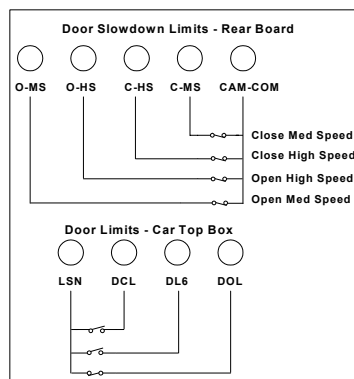 Door Slowdown Limits - Rear Board
O-MS O-HS C-HS C-MS CAM-COM
Close Med Speed
Close High Speed
Open High Speed
Open Med Speed
Door Limits - Car Top Box
LSN DCL DL6 DOL